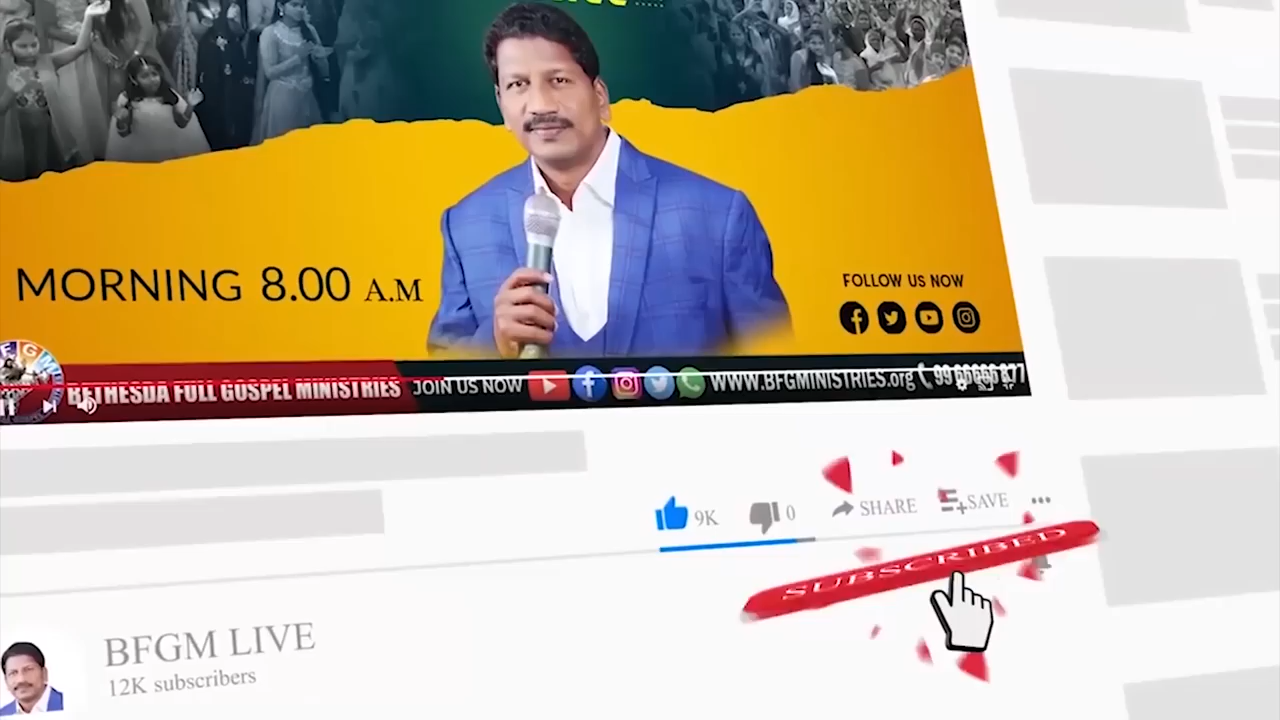 MORNING 8.00 A.M
FOLLOW US NOW
BETHESDA FULL GOSPEL MINISTRIES JOIN US NOW WWW.BFGMINISTRIES.org
9K 0 SHARE SAVE
SUBSCRIBED
BFGM LIVE
12K subscribers